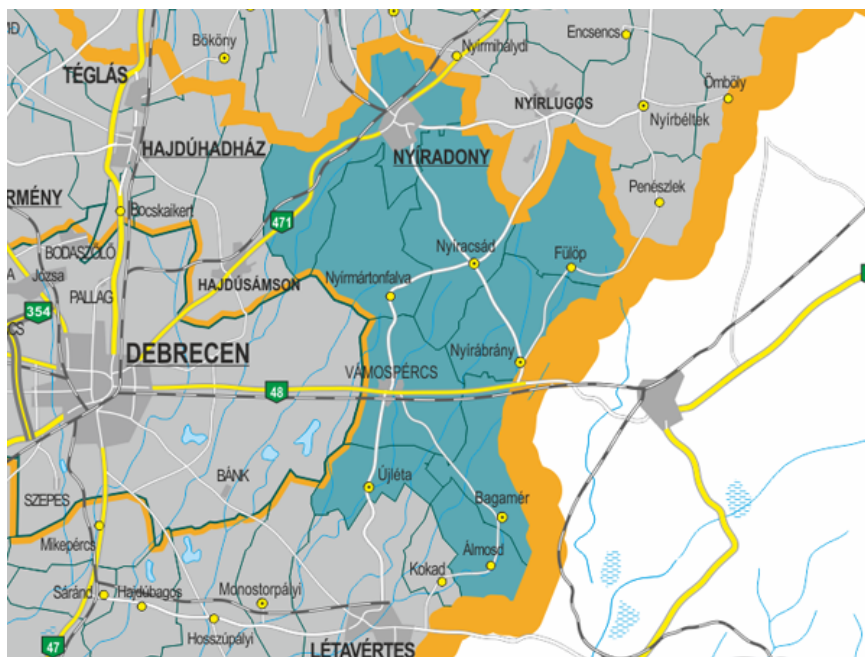 Bököny
Nyírmihálydi
Encsencs
TÉGLÁS
NYÍRLUGOS
Ömböly
Nyírbéltek
HAJDÚHADHÁZ
NYÍRADONY
RMÉNY
Bocskaikert
Penészlek
471
BODASZŐLŐ
Józsa
HAJDÚSÁMSON
Nyíracsád
Fülöp
PALLAG
Nyírmártonfalva
354
CS
DEBRECEN
Nyírábrány
VÁMOSPÉRCS
48
BÁNK
Újléta
SZEPES
Bagamér
Mikepércs
Álmosd
Kokad
Sáránd
Hajdúbagos
Monostorpályi
Hosszúpályi
47
LÉTAVÉRTES